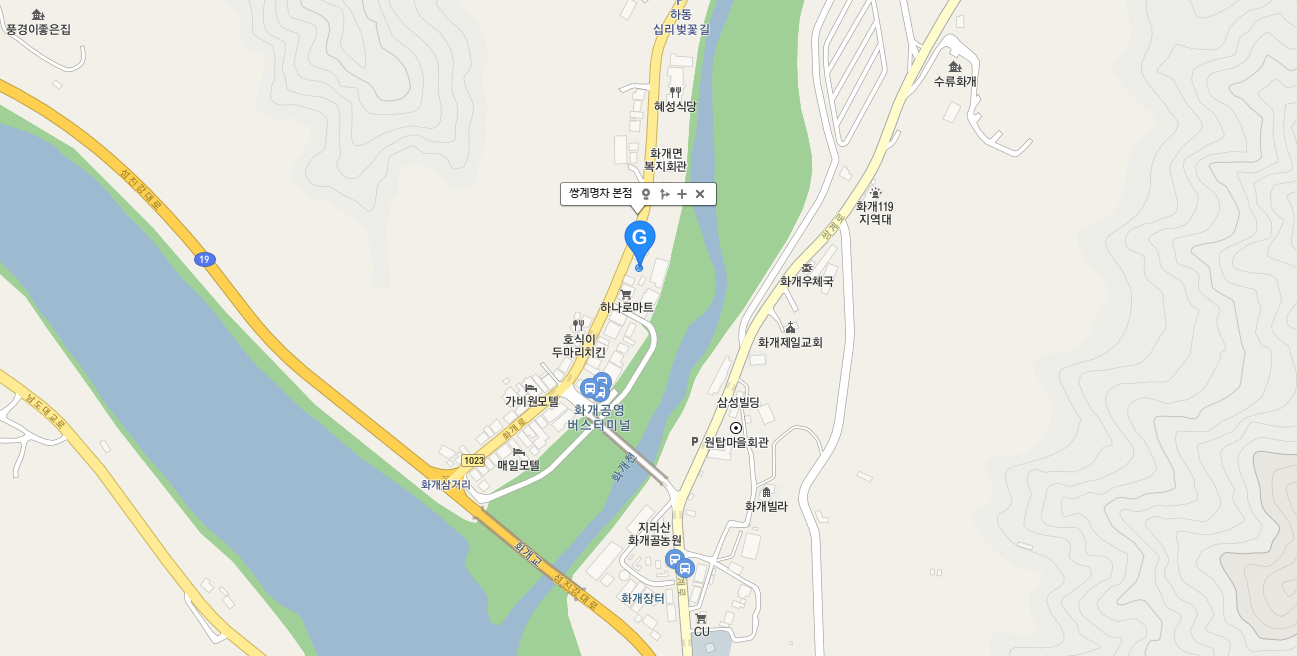 하동
십리벚꽃길
풍경이좋은집
수류화개
혜성식당
화개면
복지회관
섬진강대로
쌍계명차 본점
G
화개119
지역대
쌍계로
19
화개우체국
하나로마트
호식이
두마리치킨
화개제일교회
가비원모텔
삼성빌딩
남도대교로
화개공영
버스터미널
화개로
P 원탑마을회관
1023
매일모텔
화개천
화개삼거리
화개빌라
지리산
화개골농원
화개교
섬진강대로
화개장터
CU